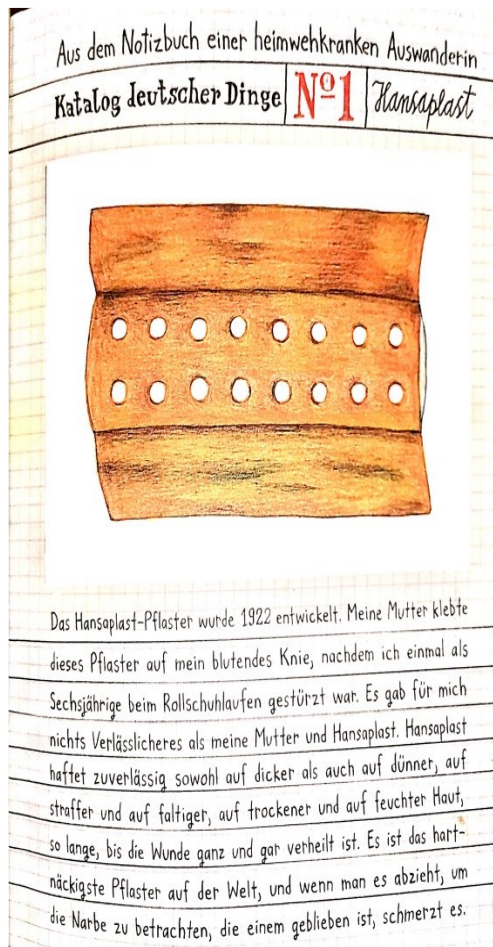 Aus dem Notizbuch einer heimwehkranken Auswanderin
Katalog deutscher Dinge Nº1 Hansaplast
Das Hansaplast-Pflaster wurde 1922 entwickelt. Meine Mutter klebte
dieses Pflaster auf mein blutendes Knie, nachdem ich einmal als
Sechsjährige beim Rollschuhlaufen gestürzt war. Es gab für mich
nichts Verlässlicheres als meine Mutter und Hansaplast. Hansaplast
haftet zuverlässig sowohl auf dicker als auch auf dünner, auf
straffer und auf faltiger, auf trockener und auf feuchter Haut,
so lange, bis die Wunde ganz und gar verheilt ist. Es ist das hart-
näckigste Pflaster auf der Welt, und wenn man es abzieht, um
die Narbe zu betrachten, die einem geblieben ist, schmerzt es.